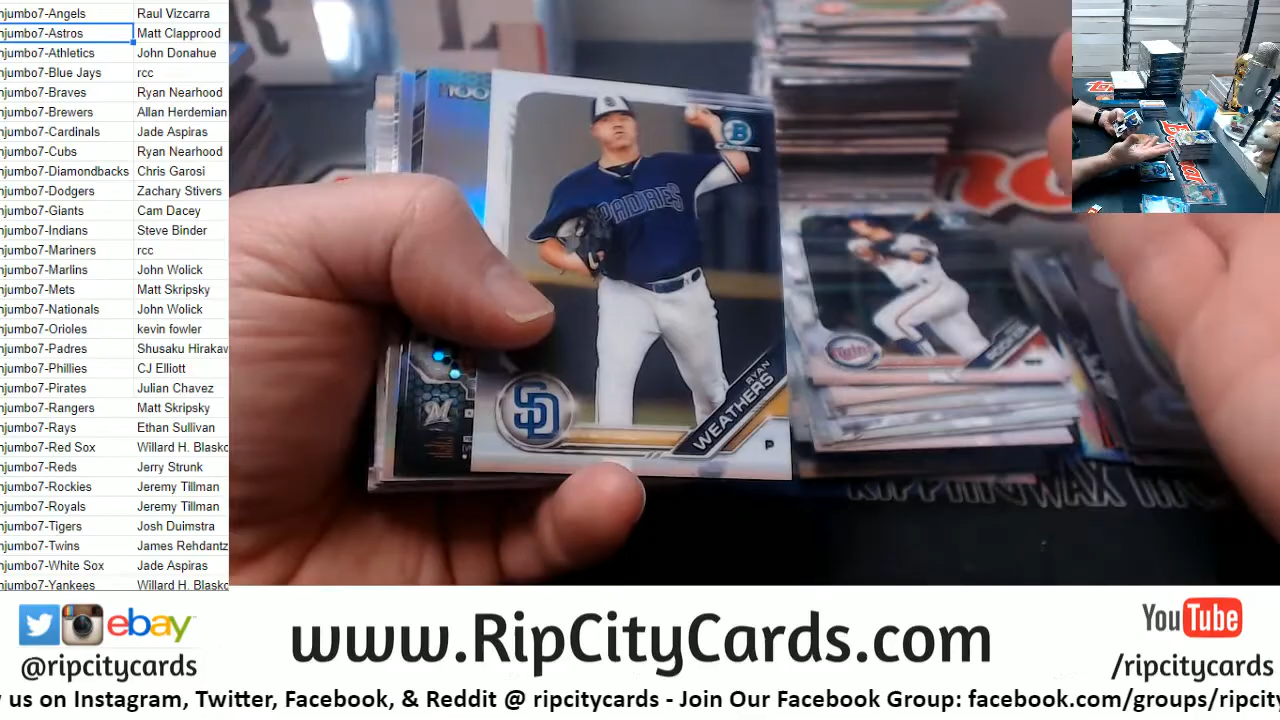 njumbo7-Angels Raul Vizcarra
njumbo7-Astros Matt Clapprood
njumbo7-Athletics John Donahue
njumbo7-Blue Jays rcc
njumbo7-Braves Ryan Nearhood
njumbo7-Brewers Allan Herdeman
njumbo7-Cardinals Jade Aspiras
njumbo7-Cubs Ryan Nearhood
njumbo7-Diamondbacks Chris Garosi
njumbo7-Dodgers Zachary Stivers
njumbo7-Giants Cam Dacey
njumbo7-Indians Steve Binder
njumbo7-Mariners rcc
njumbo7-Marlins John Wolick
njumbo7-Mets Matt Skripsky
njumbo7-Nationals John Wolick
njumbo7-Orioles kevin fowler
njumbo7-Padres Shusaku Hirakaw
njumbo7-Phillies CJ Elliott
njumbo7-Pirates Julian Chavez
njumbo7-Rangers Matt Skripsky
njumbo7-Rays Ethan Sullivan
njumbo7-Red Sox Willard H. Blasko
njumbo7-Reds Jerry Strunk
njumbo7-Rockies Jeremy Tillman
njumbo7-Royals Jeremy Tillman
njumbo7-Tigers Josh Duimstra
njumbo7-Twins James Rehdantz
njumbo7-White Sox Jade Aspiras
njumbo7-Yankees Willard H. Blasko
100
B
PADRES
SD
RYAN
WEATHERS
P
Twins
RIPPINGWAX
ebay
@ripcitycards
www.RipCityCards.com
YouTube
/ripcitycards
w us on Instagram, Twitter, Facebook, & Reddit @ ripcitycards - Join Our Facebook Group: facebook.com/groups/ripcity